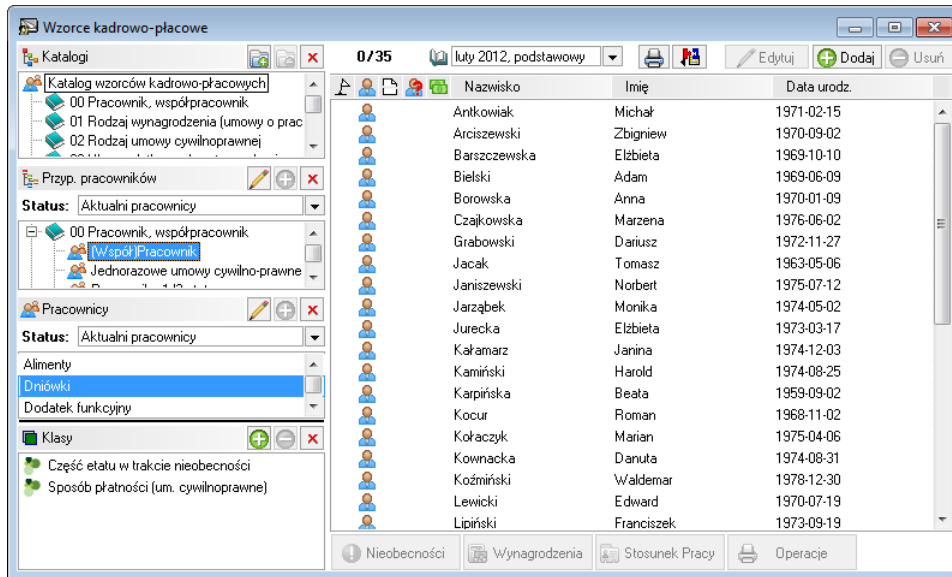 Wzorce kadrowo-płacowe
Katalogi
Katalog wzorców kadrowo-płacowych
00 Pracownik, współpracownik
01 Rodzaj wynagrodzenia (umowy o prac
02 Rodzaj umowy cywilnoprawnej
Przyp. pracowników
Status: Aktualni pracownicy
00 Pracownik, współpracownik
(Współ)Pracownik
Jednorazowe umowy cywilno-prawne
Pracownicy
Status: Aktualni pracownicy
Alimenty
Dniówki
Dodatek funkcyjny
Klasy
Część etatu w trakcie nieobecności
Sposób płatności (um. cywilnoprawne)
0/35 luty 2012, podstawowy Edytuj Dodaj Usuń
Nazwisko Imię Data urodz.
Antkowiak Michał 1971-02-15
Arciszewski Zbigniew 1970-09-02
Barszczewska Elżbieta 1969-10-10
Bielski Adam 1969-06-09
Borowska Anna 1970-01-09
Czajkowska Marzena 1976-06-02
Grabowski Dariusz 1972-11-27
Jacak Tomasz 1963-05-06
Janiszewski Norbert 1975-07-12
Jarząbek Monika 1974-05-02
Jurecka Elżbieta 1973-03-17
Kałamarz Janina 1974-12-03
Kamiński Harold 1974-08-25
Karpińska Beata 1959-09-02
Kocur Roman 1968-11-02
Kołaczyk Marian 1975-04-06
Kownacka Danuta 1974-08-31
Koźmiński Waldemar 1978-12-30
Lewicki Edward 1970-07-19
Lipiński Franciszek 1973-09-19
Nieobecności Wynagrodzenia Stosunek Pracy Operacje